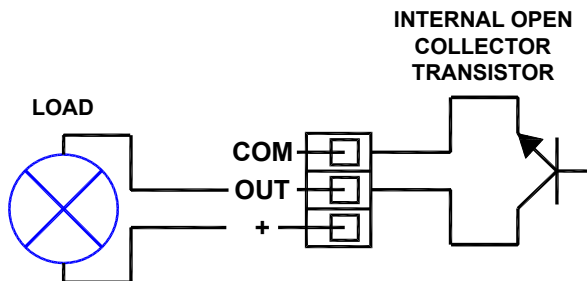 INTERNAL OPEN
COLLECTOR
TRANSISTOR
LOAD
COM
OUT
+